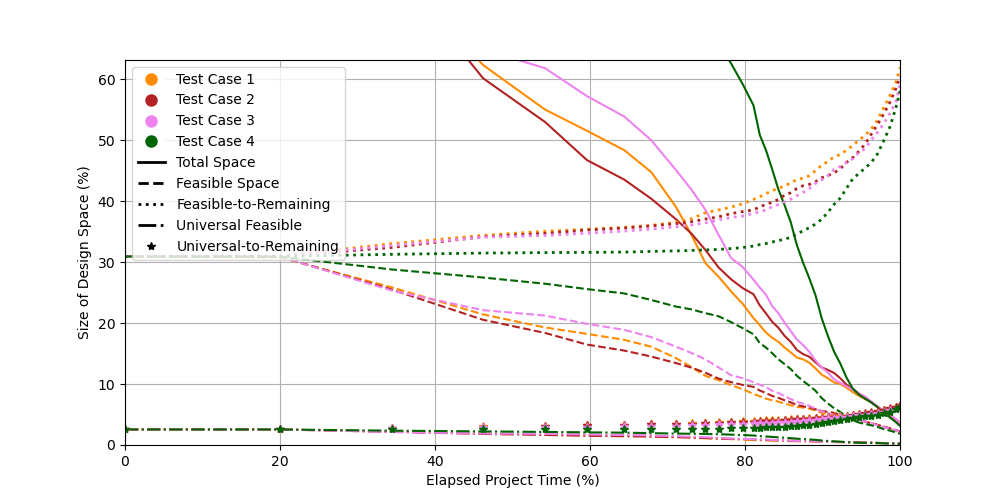 Test Case 1
Test Case 2
Test Case 3
Test Case 4
Total Space
Feasible Space
Feasible-to-Remaining
Universal Feasible
Universal-to-Remaining
Size of Design Space (%)
60
50
40
30
20
10
0
0 20 40 60 80 100
Elapsed Project Time (%)